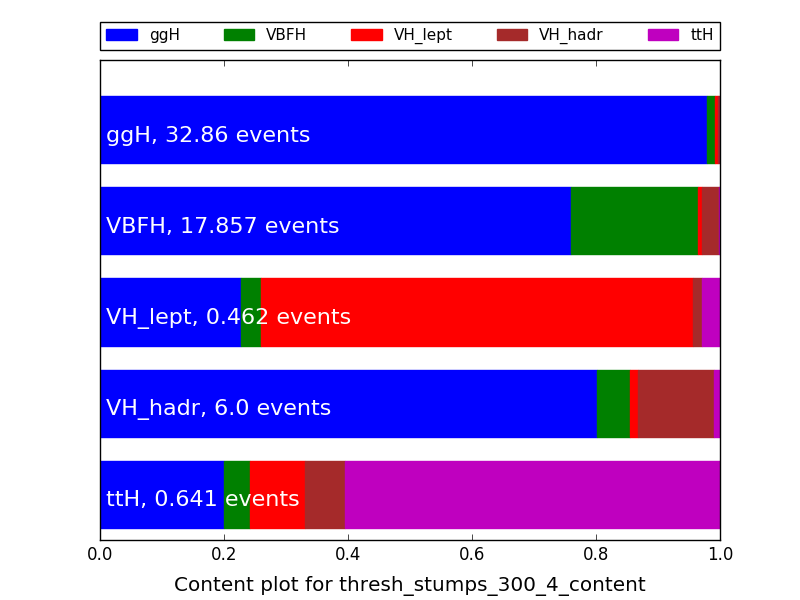 ggH VBFH VH_lept VH_hadr ttH
ggH, 32.86 events
VBFH, 17.857 events
VH_lept, 0.462 events
VH_hadr, 6.0 events
ttH, 0.641 events
0.0 0.2 0.4 0.6 0.8 1.0
Content plot for thresh_stumps_300_4_content